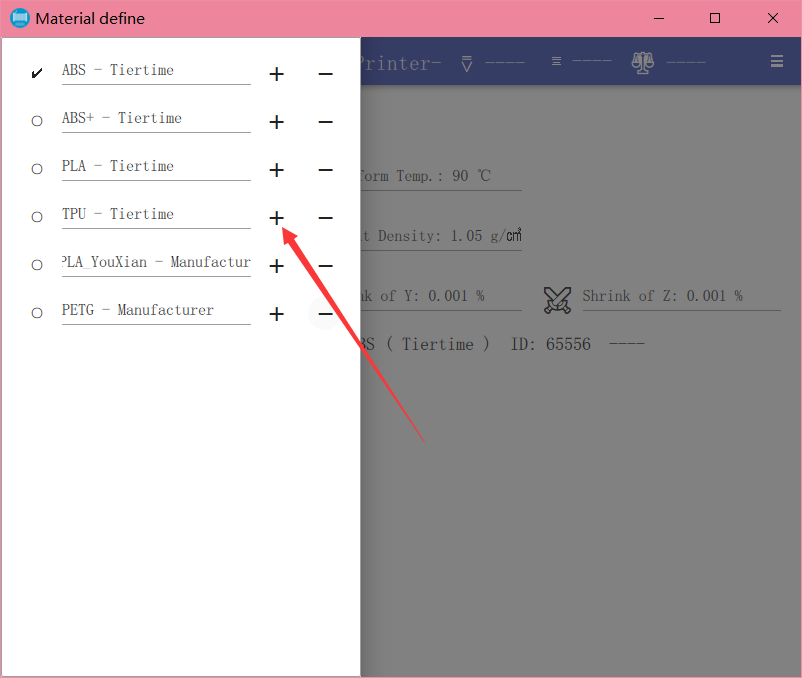 Material define
Printer- ---- ---- ----
ABS - Tiertime
ABS+ - Tiertime
PLA - Tiertime
form Temp.: 90 ℃
TPU - Tiertime
t Density: 1.05 g/cm³
PLA_YouXian - Manufactur
nk of Y: 0.001 %
Shrink of Z: 0.001 %
PETG - Manufacturer
BS ( Tiertime ) ID: 65556 ----